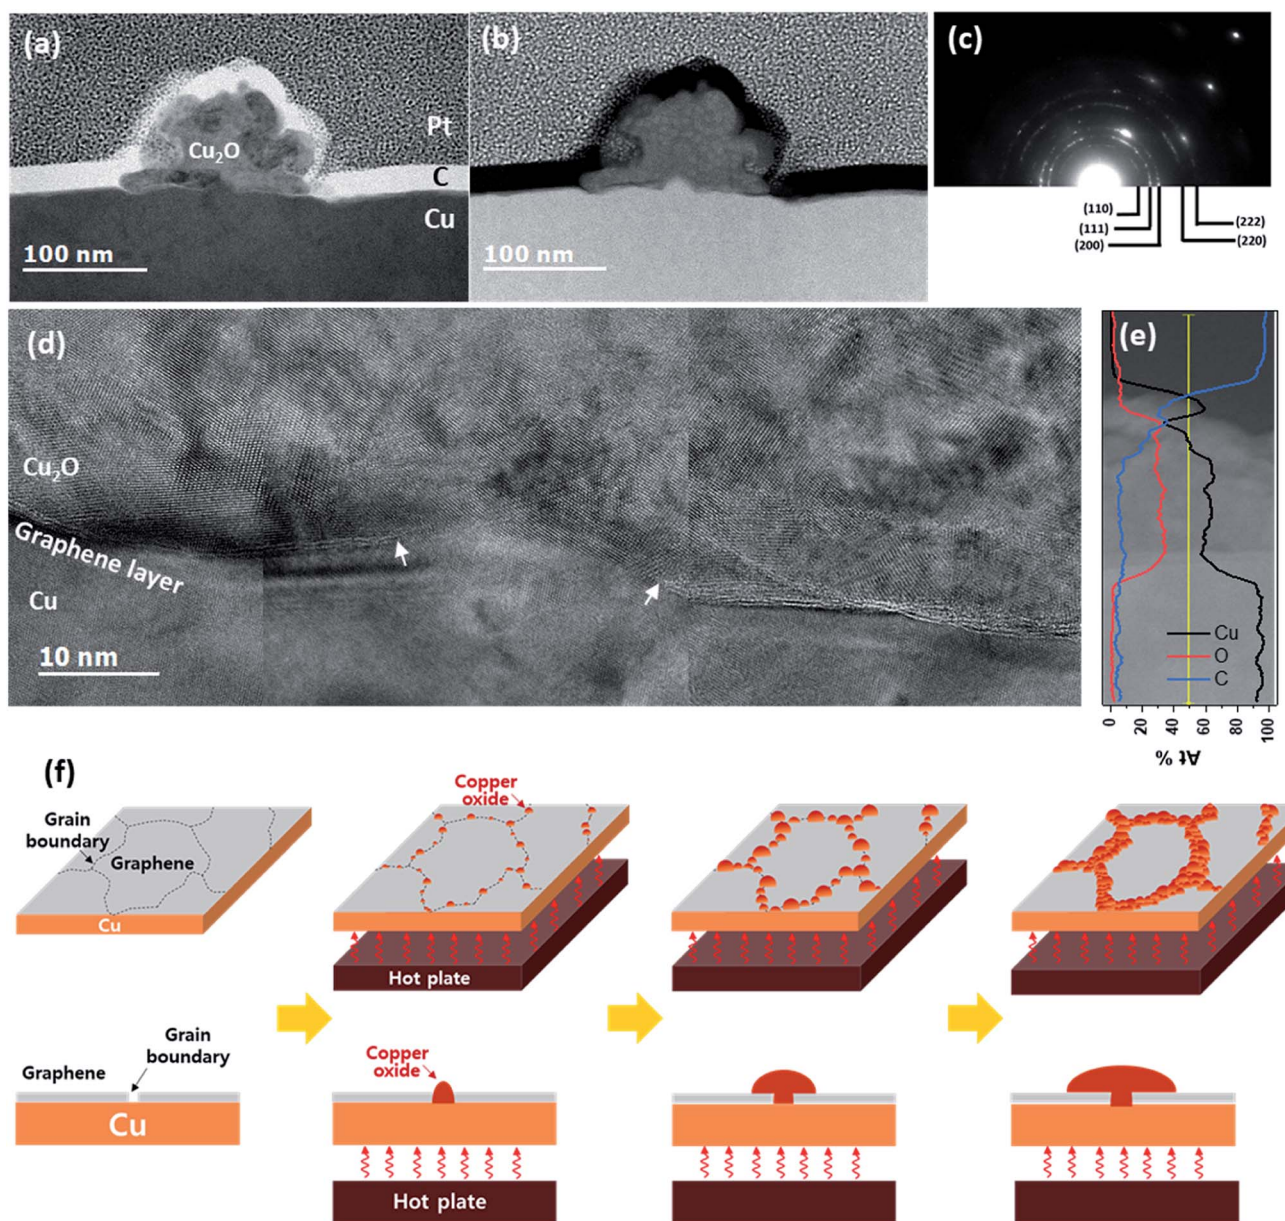 (a)
Pt
Cu₂O
C
Cu
100 nm
(b)
100 nm
(c)
(110)
(111)
(200)
(222)
(220)
(d)
Cu₂O
Graphene layer
Cu
10 nm
(e)
Cu
O
C
0
20
40
60
80
100
At %
(f)
Grain
boundary
Graphene
Cu
Copper
oxide
Hot plate
Graphene
Grain
boundary
Cu
Copper
oxide
Hot plate